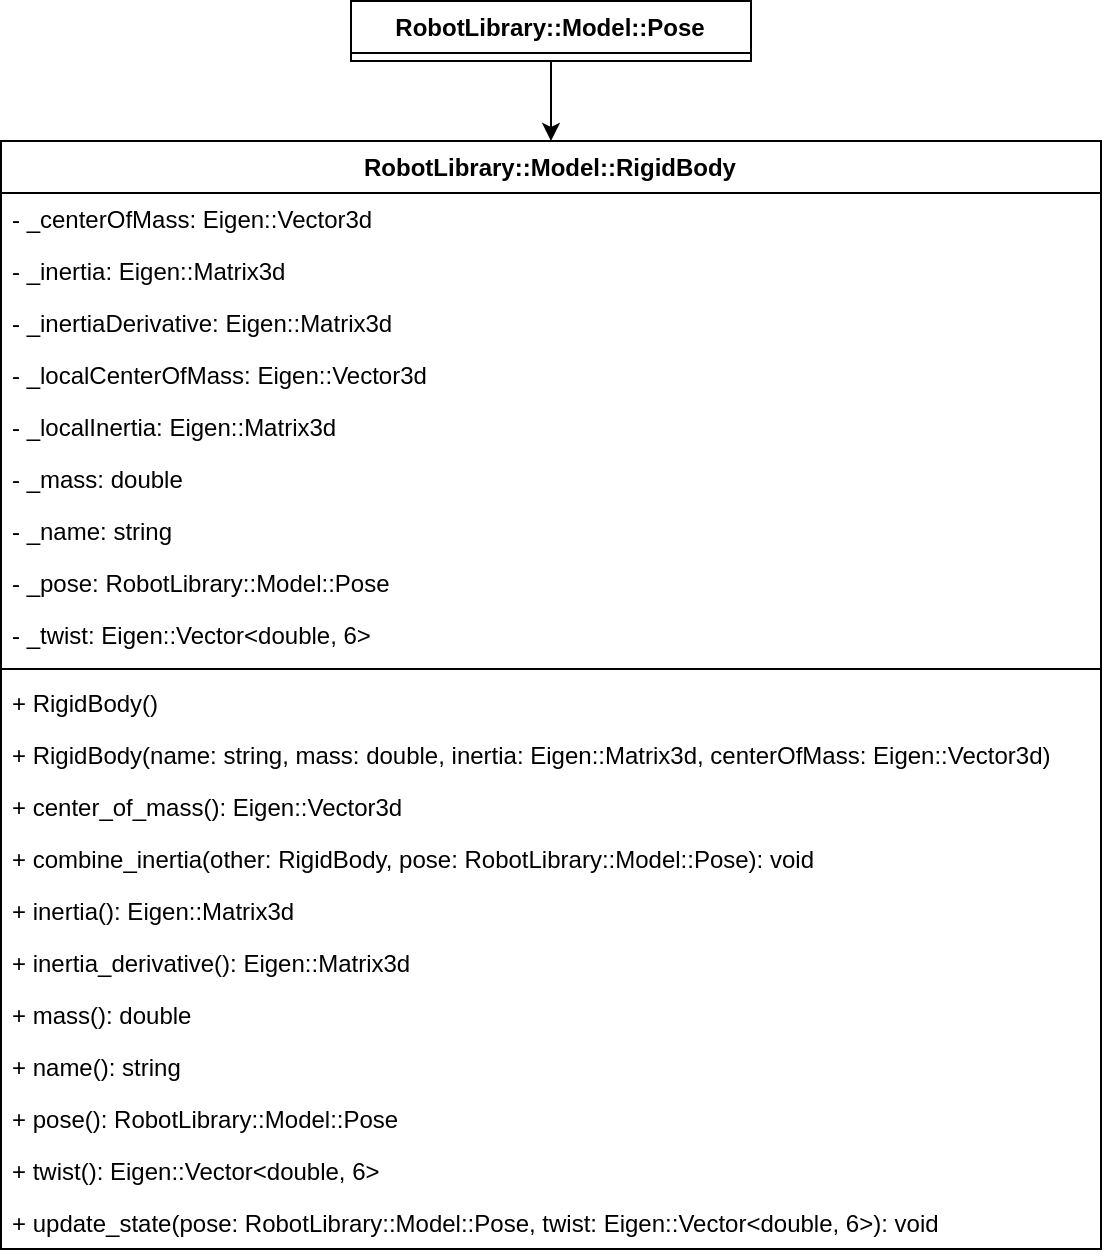 RobotLibrary::Model::Pose
RobotLibrary::Model::RigidBody
- _centerOfMass: Eigen::Vector3d
- _inertia: Eigen::Matrix3d
- _inertiaDerivative: Eigen::Matrix3d
- _localCenterOfMass: Eigen::Vector3d
- _localInertia: Eigen::Matrix3d
- _mass: double
- _name: string
- _pose: RobotLibrary::Model::Pose
- _twist: Eigen::Vector<double, 6>
+ RigidBody()
+ RigidBody(name: string, mass: double, inertia: Eigen::Matrix3d, centerOfMass: Eigen::Vector3d)
+ center_of_mass(): Eigen::Vector3d
+ combine_inertia(other: RigidBody, pose: RobotLibrary::Model::Pose): void
+ inertia(): Eigen::Matrix3d
+ inertia_derivative(): Eigen::Matrix3d
+ mass(): double
+ name(): string
+ pose(): RobotLibrary::Model::Pose
+ twist(): Eigen::Vector<double, 6>
+ update_state(pose: RobotLibrary::Model::Pose, twist: Eigen::Vector<double, 6>): void